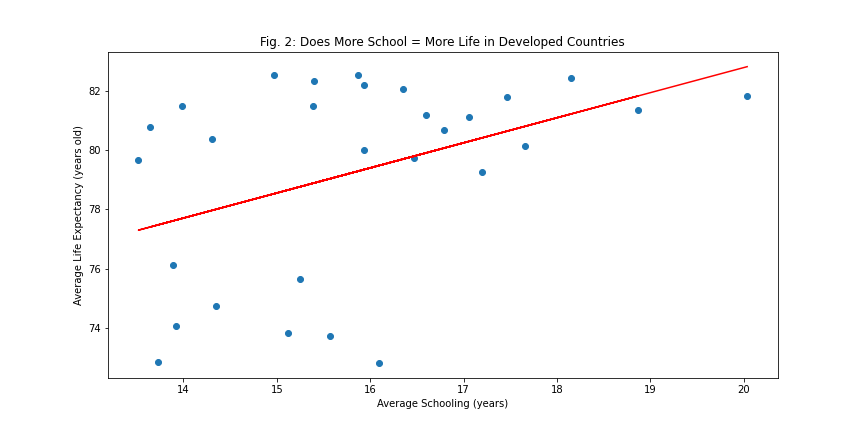 Fig. 2: Does More School = More Life in Developed Countries
82
80
78
76
74
Average Life Expectancy (years old)
14 15 16 17 18 19 20
Average Schooling (years)